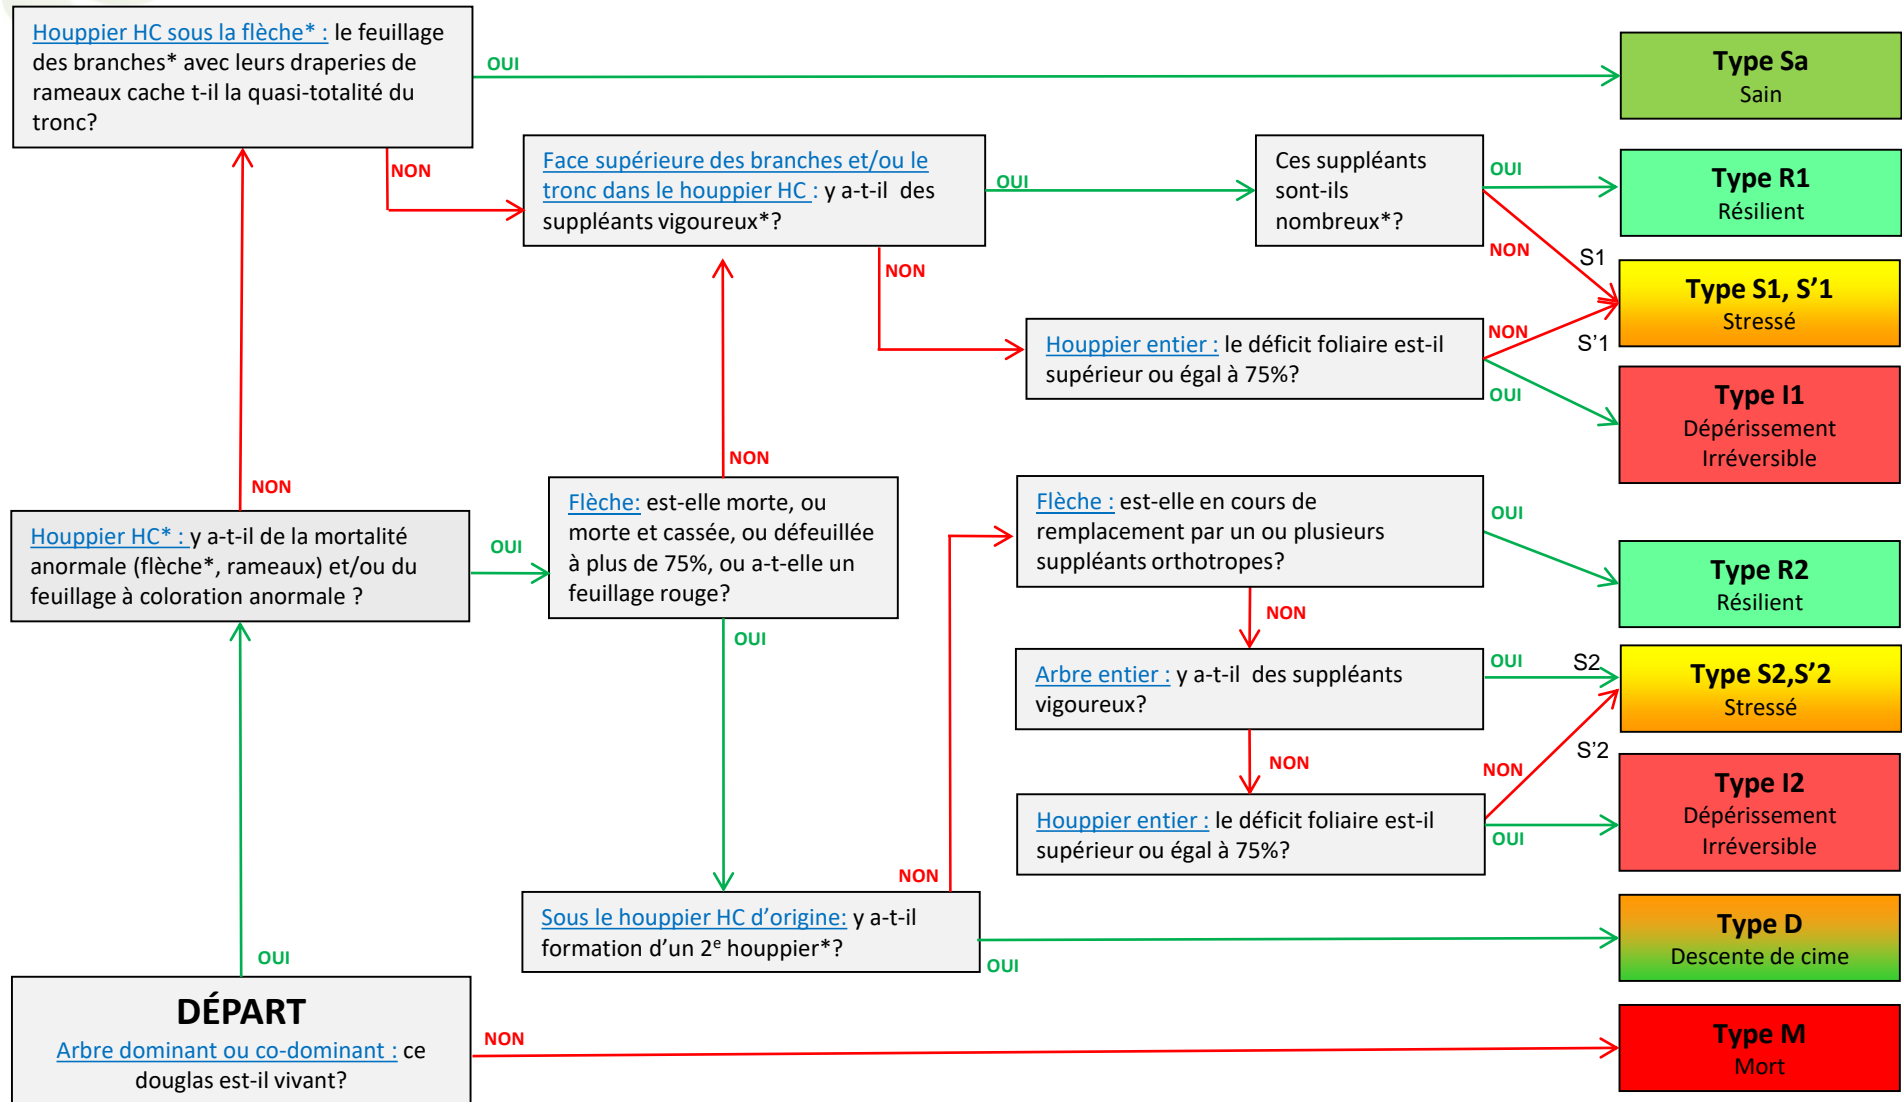 Houppier HC sous la flèche* : le feuillage
des branches* avec leurs draperies de
rameaux cache t-il la quasi-totalité du
tronc?
OUI
Type Sa
Sain
NON
Face supérieure des branches et/ou le
tronc dans le houppier HC : y a-t-il des
suppléants vigoureux*?
OUI
Ces suppléants
sont-ils
nombreux*?
OUI
Type R1
Résilient
NON
S1
NON
Type S1, S’1
Stressé
Houppier entier : le déficit foliaire est-il
supérieur ou égal à 75%?
NON
S’1
OUI
Type I1
Dépérissement
Irréversible
NON
NON
Houppier HC* : y a-t-il de la mortalité
anormale (flèche*, rameaux) et/ou du
feuillage à coloration anormale ?
OUI
Flèche: est-elle morte, ou
morte et cassée, ou défeuillée
à plus de 75%, ou a-t-elle un
feuillage rouge?
Flèche : est-elle en cours de
remplacement par un ou plusieurs
suppléants orthotropes?
OUI
Type R2
Résilient
NON
OUI
Arbre entier : y a-t-il des suppléants
vigoureux?
OUI
S2
Type S2,S’2
Stressé
NON
S’2
NON
Houppier entier : le déficit foliaire est-il
supérieur ou égal à 75%?
OUI
Type I2
Dépérissement
Irréversible
NON
Sous le houppier HC d’origine: y a-t-il
formation d’un 2e houppier*?
OUI
Type D
Descente de cime
OUI
DÉPART
Arbre dominant ou co-dominant : ce
douglas est-il vivant?
NON
Type M
Mort